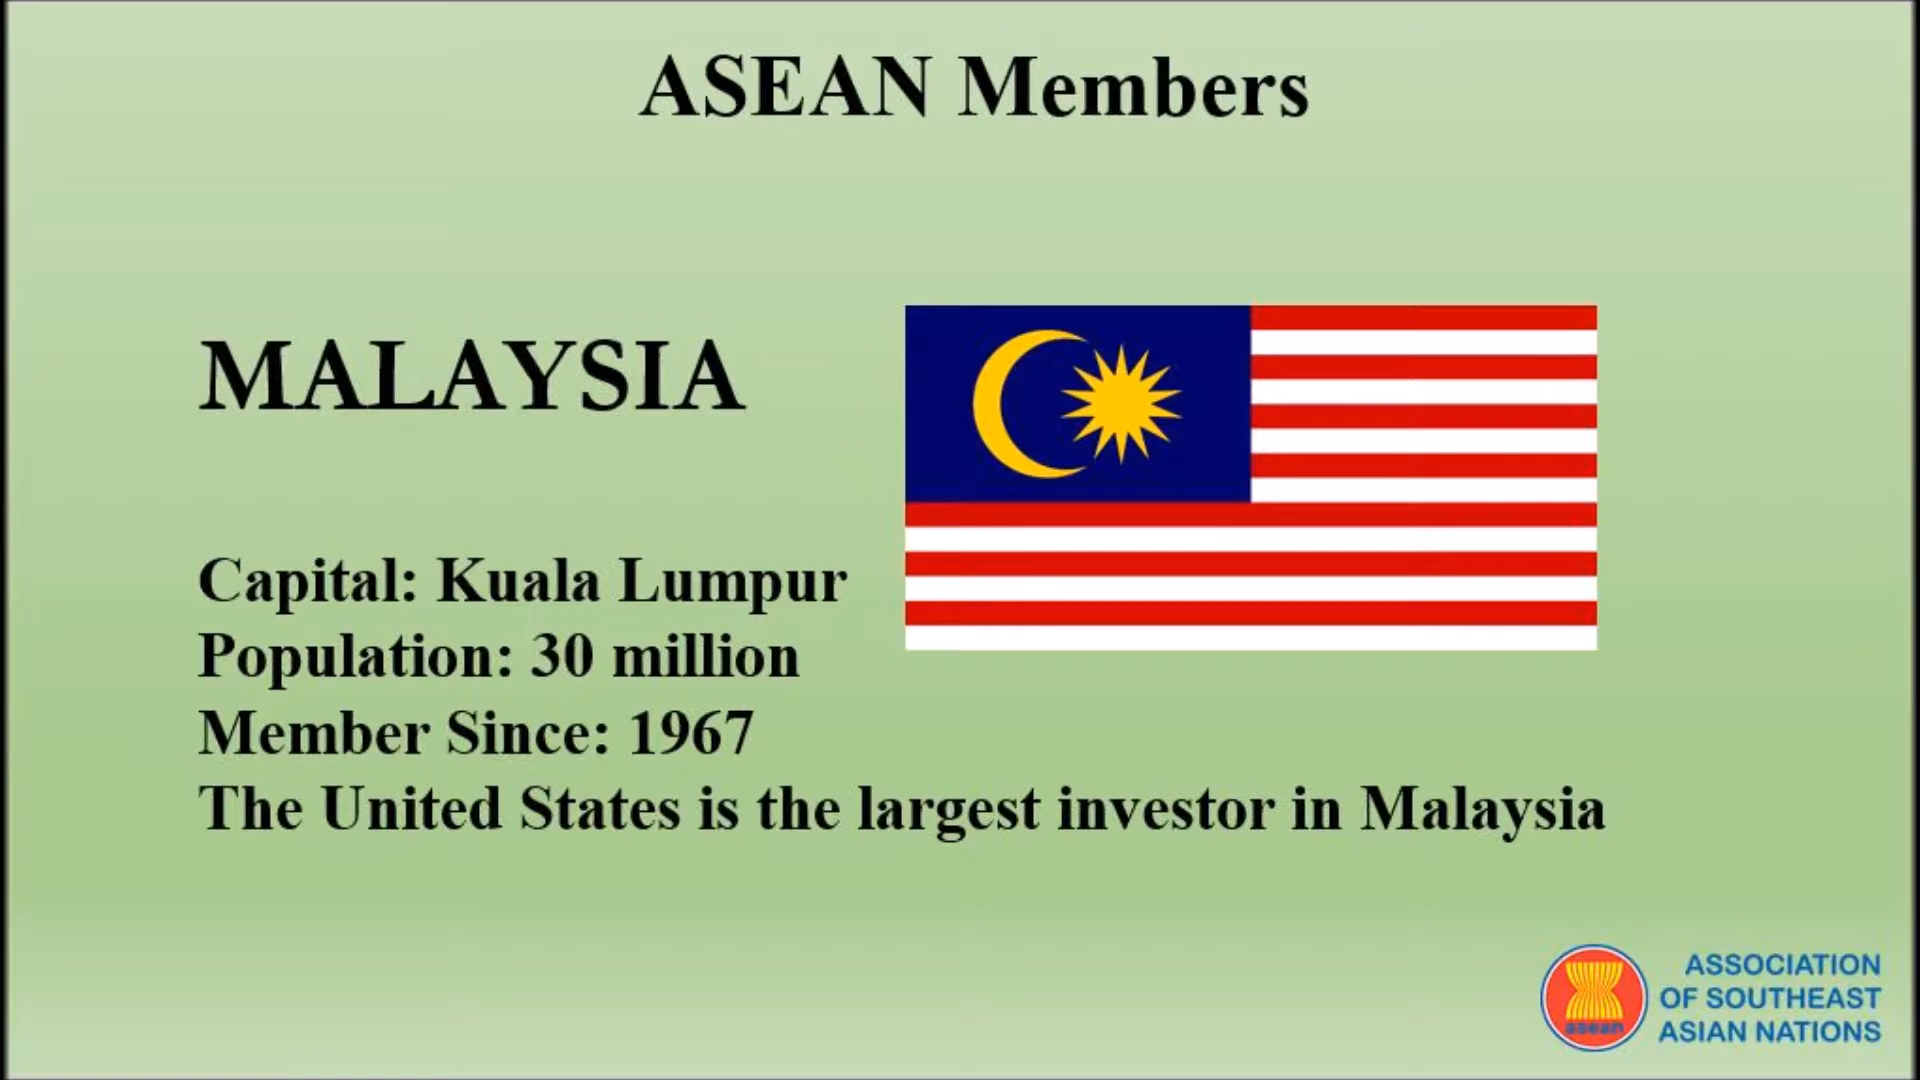 ASEAN Members
MALAYSIA
Capital: Kuala Lumpur
Population: 30 million
Member Since: 1967
The United States is the largest investor in Malaysia
asean
ASSOCIATION
OF SOUTHEAST
ASIAN NATIONS